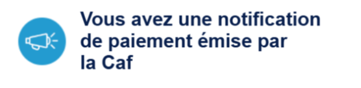 Vous avez une notification
de paiement émise par
la Caf